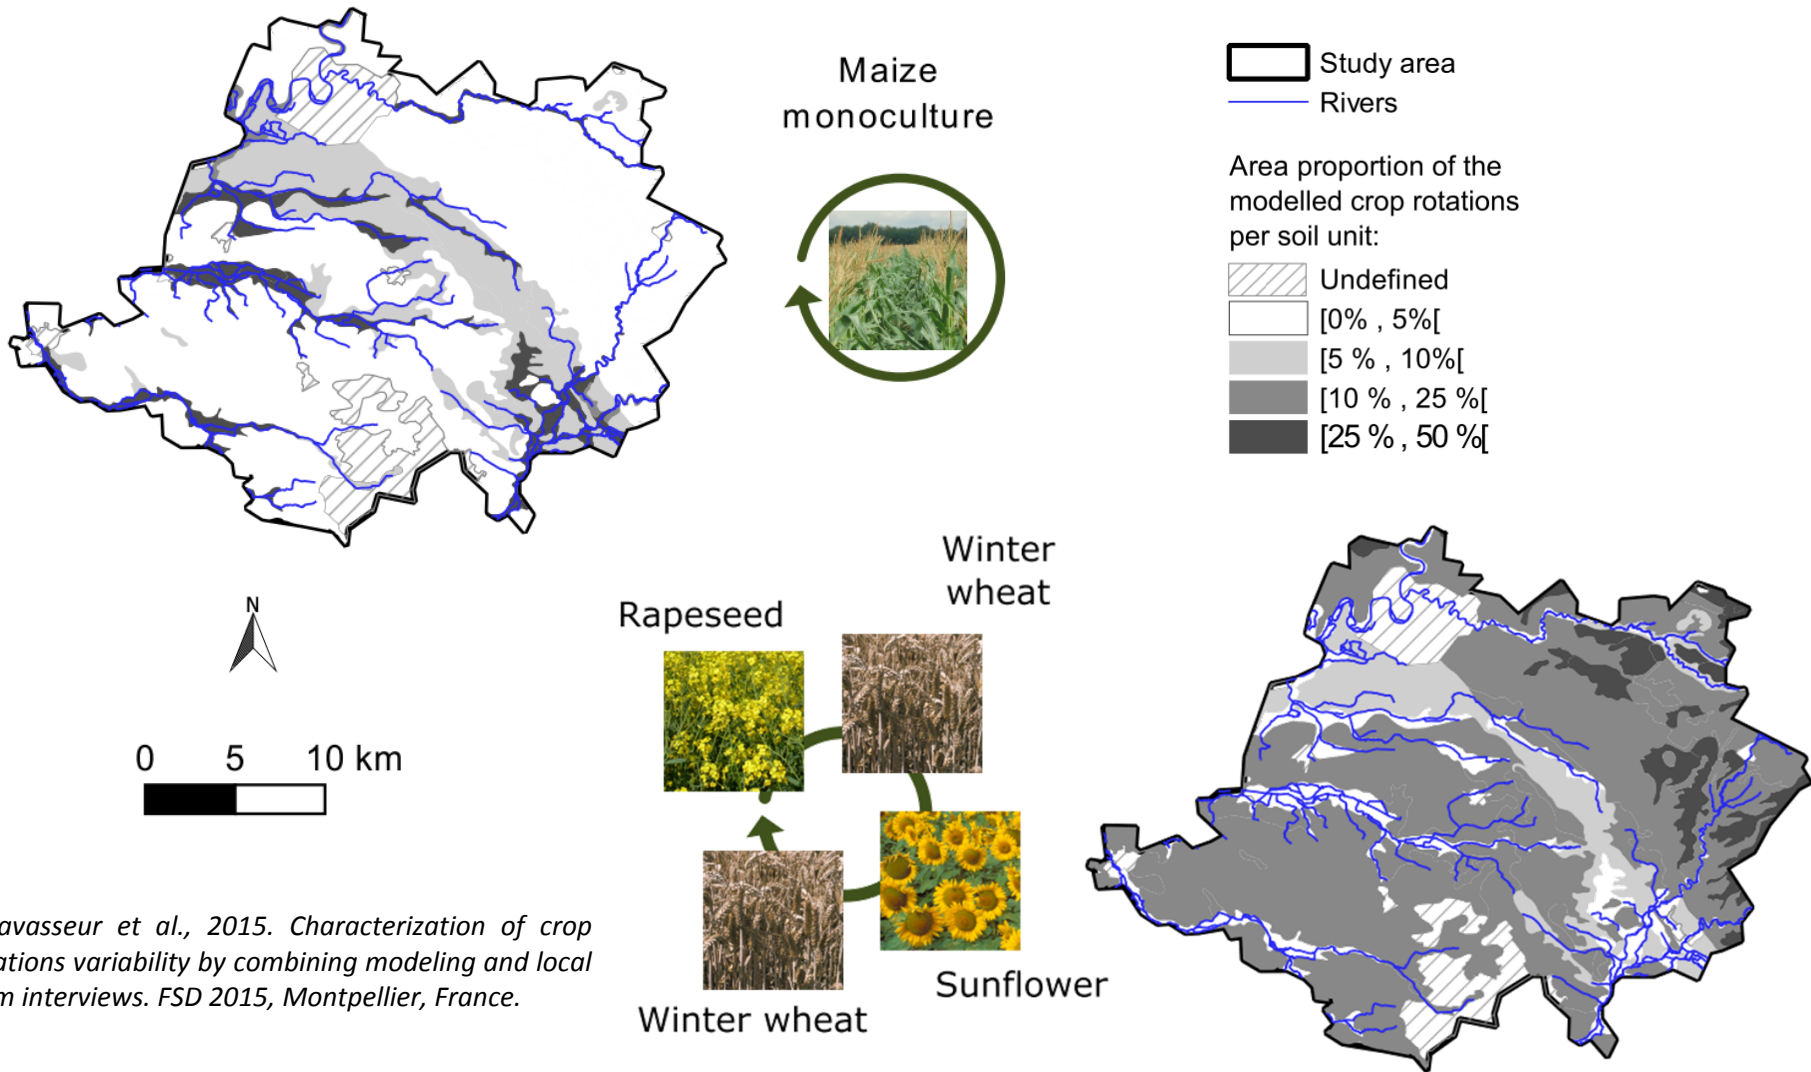 Maize
monoculture
Study area
Rivers
Area proportion of the
modelled crop rotations
per soil unit:
Undefined
[0% , 5%[
[5 % , 10%[
[10 % , 25 %[
[25 % , 50 %[
N
0 5 10 km
Rapeseed
Winter
wheat
Sunflower
Winter wheat
avasseur et al., 2015. Characterization of crop
ations variability by combining modeling and local
m interviews. FSD 2015, Montpellier, France.